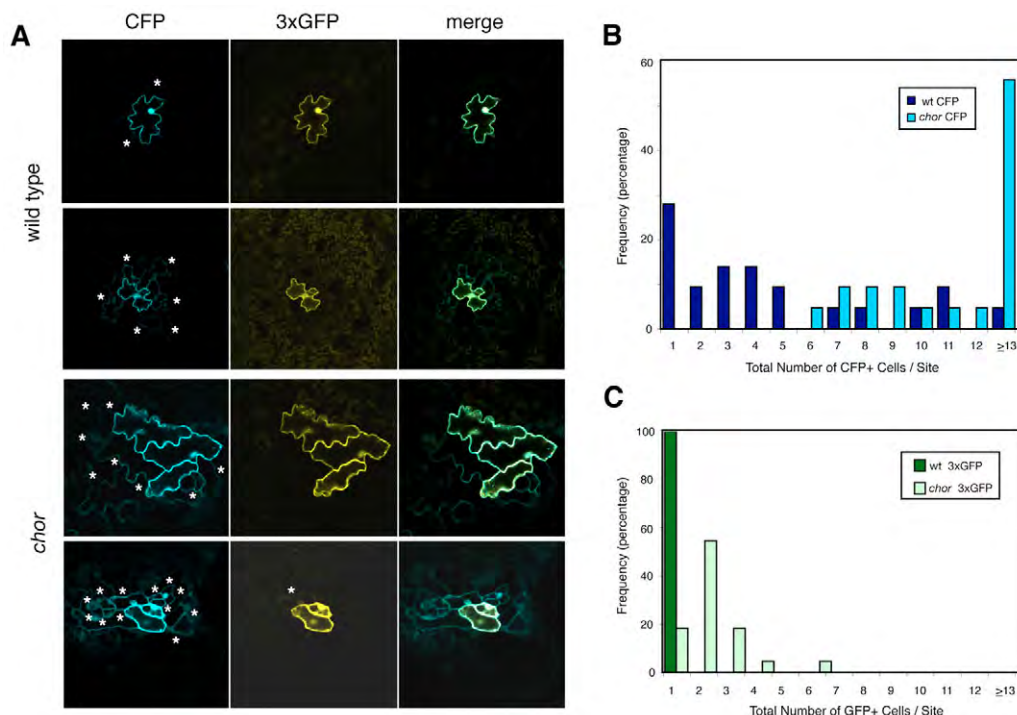 A
CFP
3xGFP
merge
wild type
chor
* *
* * * * * *
* * * * * * * *
* * * * * * * * * * * * *
*
B
60
40
20
0
Frequency (percentage)
wt CFP
chor CFP
1 2 3 4 5 6 7 8 9 10 11 12 ≥13
Total Number of CFP+ Cells / Site
C
100
80
60
40
20
0
Frequency (percentage)
wt 3xGFP
chor 3xGFP
1 2 3 4 5 6 7 8 9 10 11 12 ≥13
Total Number of GFP+ Cells / Site